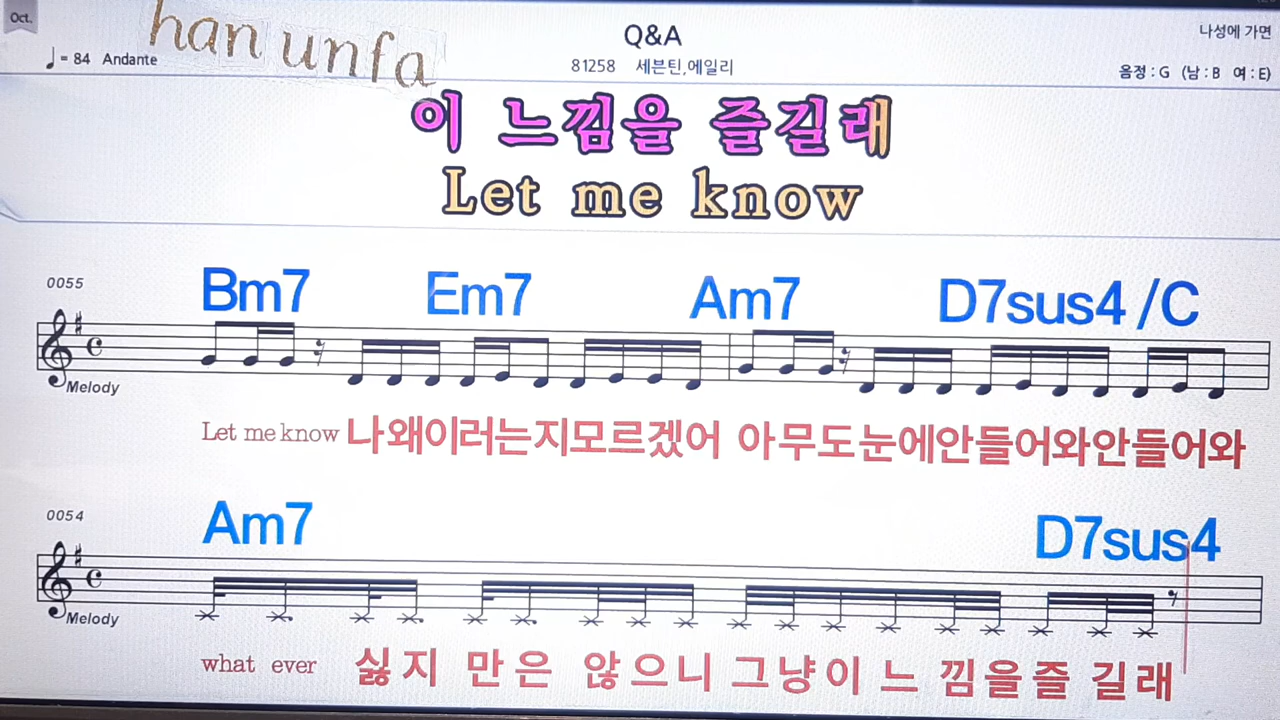 Oct.
han unfa
Q&A
나성에 가면
♩ = 84 Andante
81258 세븐틴,에일리
음정 : G (남 : B 여 : E)
이 느낌을 즐길래
Let me know
0055
Bm7 Em7 Am7 D7sus4 /C
Melody
Let me know 나왜이러는지모르겠어 아무도눈에안들어와안들어와
0054
Am7 D7sus4
Melody
what ever 싫지 만은 않으니 그냥이 느 낌을즐 길래